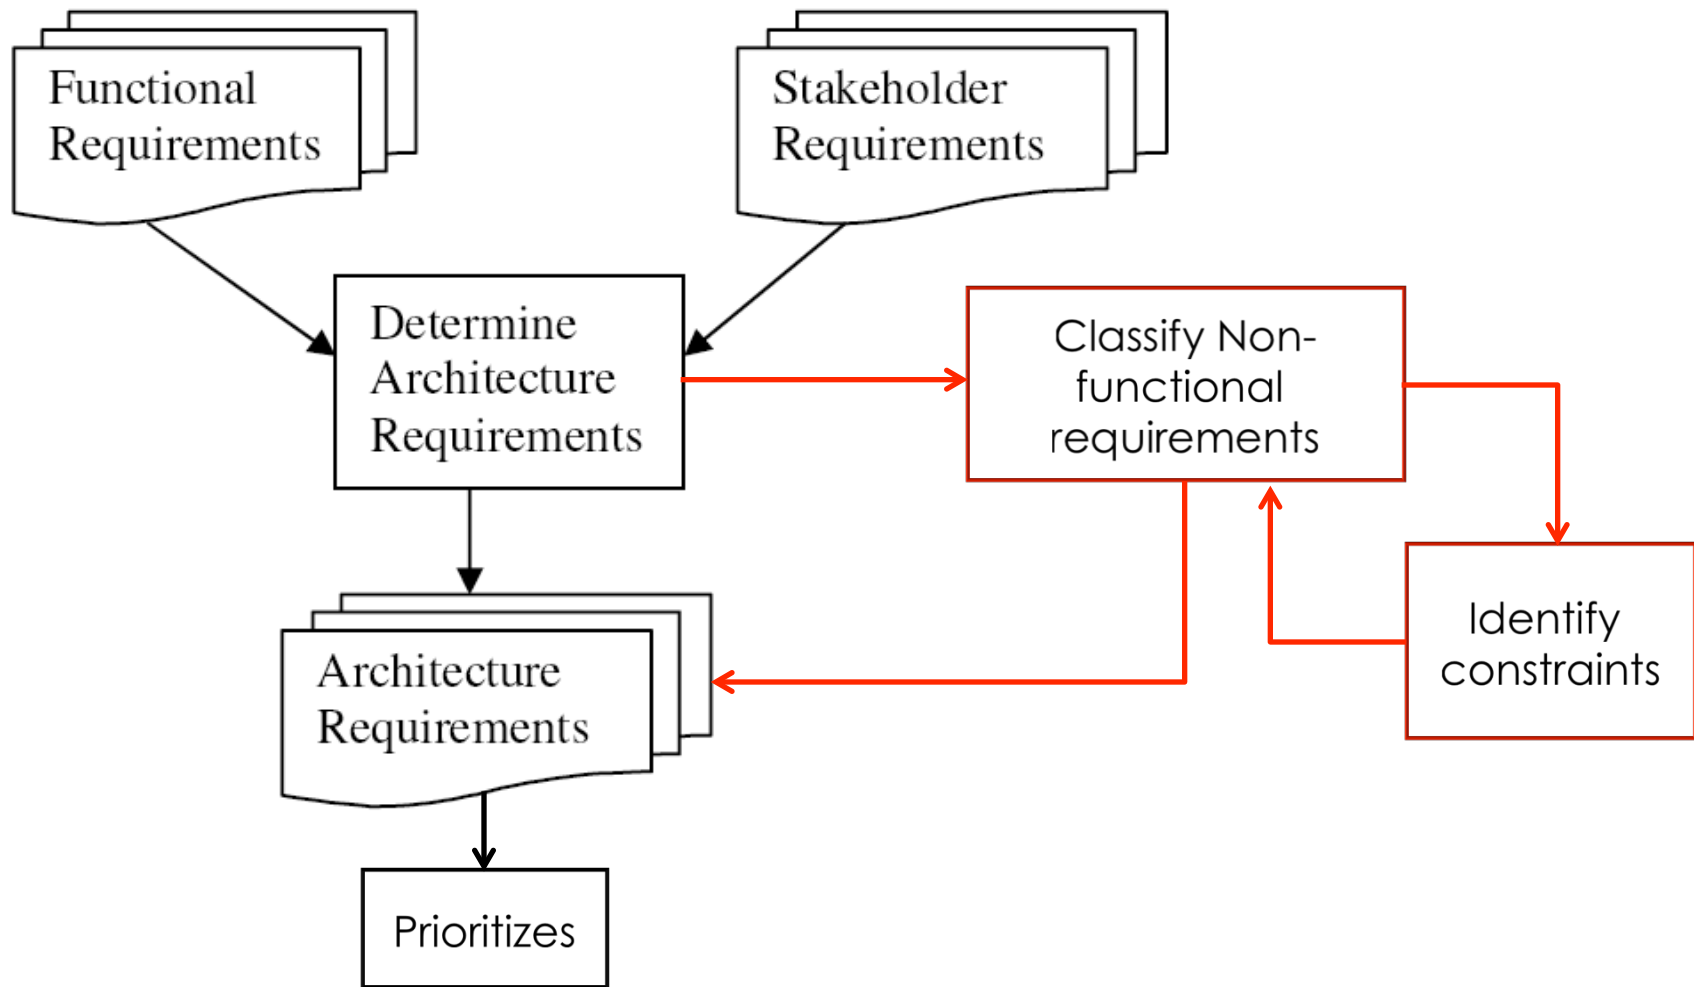 Functional
Requirements
Stakeholder
Requirements
Determine
Architecture
Requirements
Classify Non-
functional
requirements
Identify
constraints
Architecture
Requirements
Prioritizes